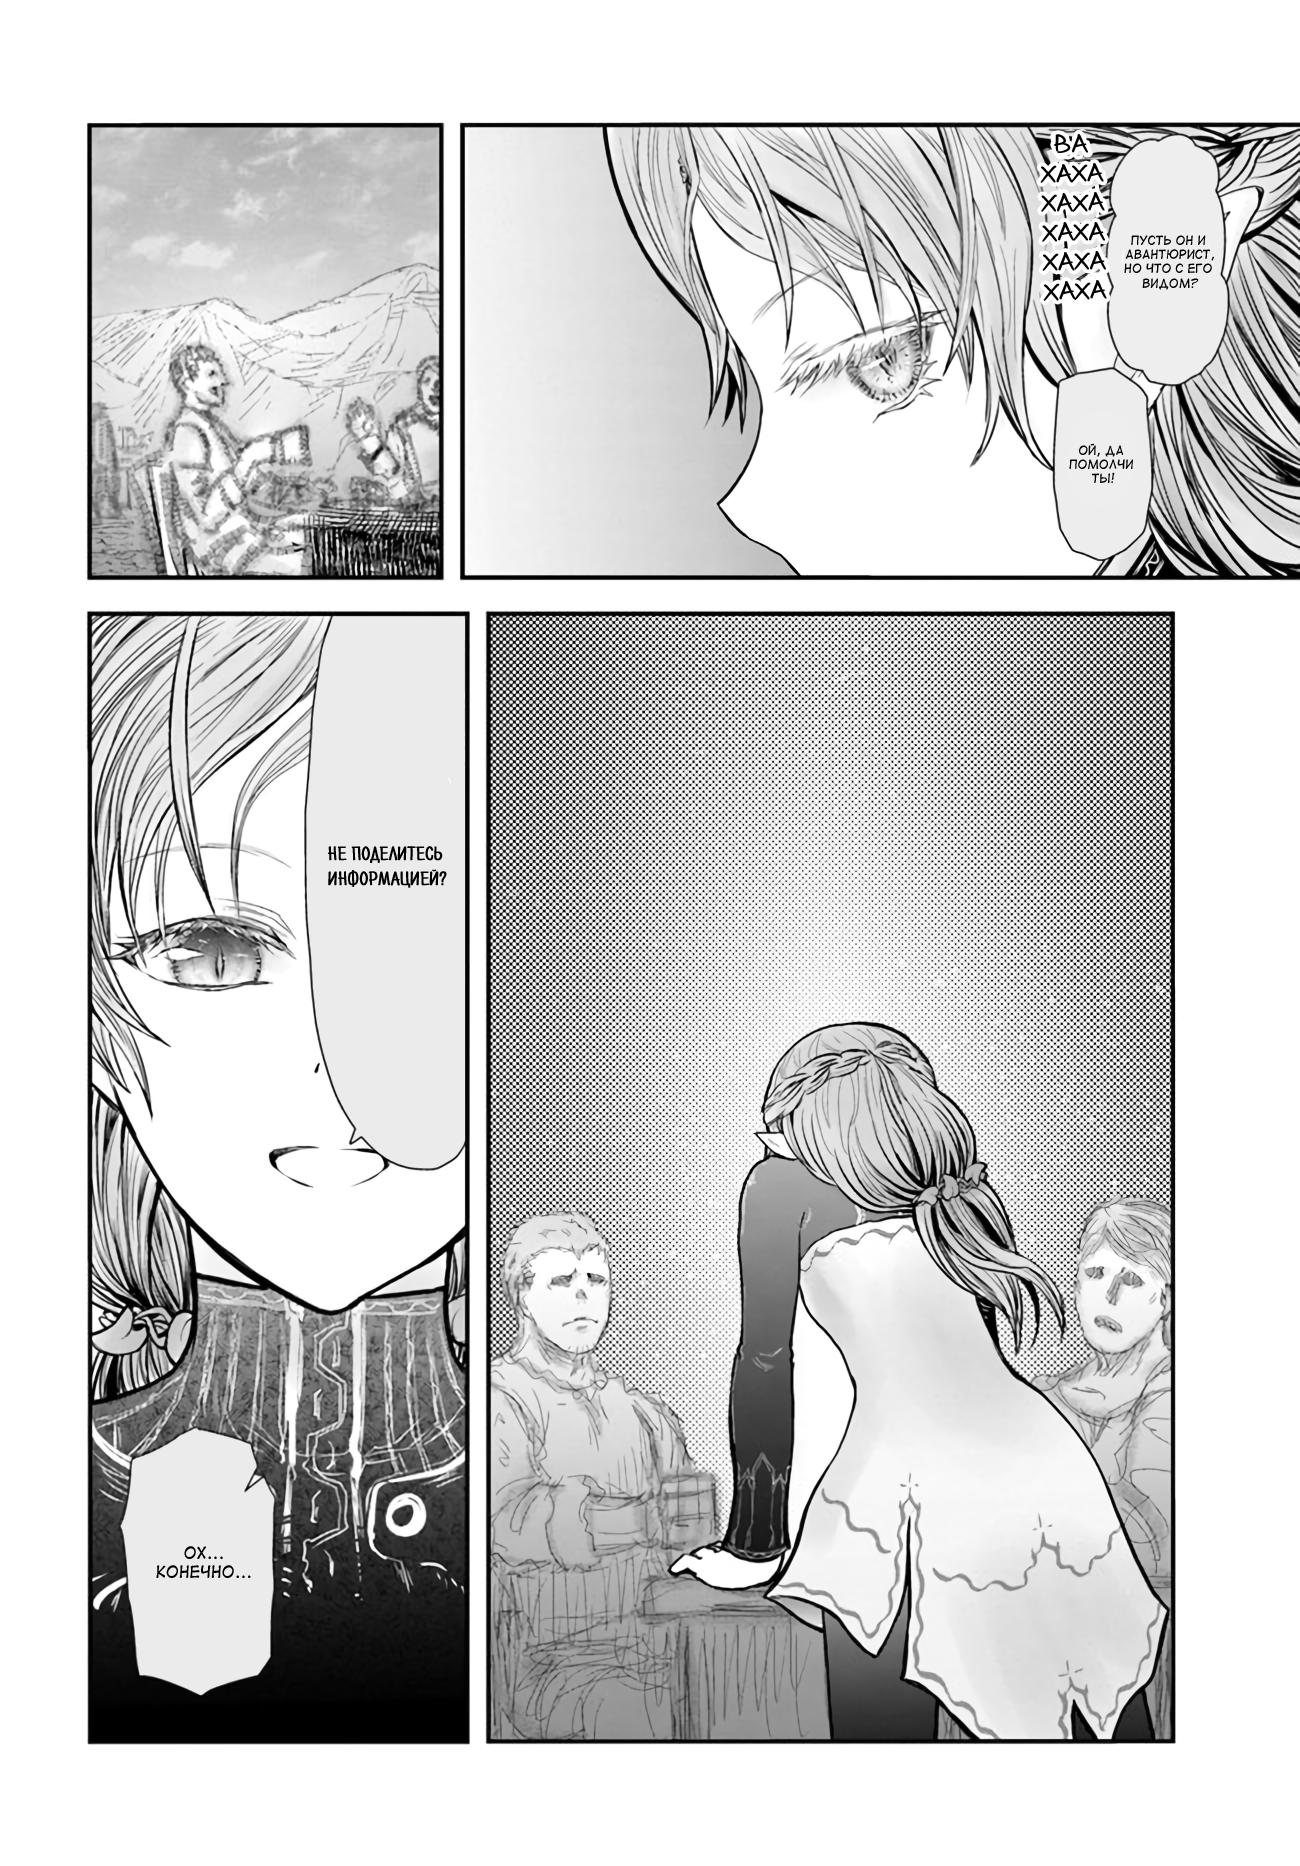 ПУСТЬ ОН И
АВАНТЮРИСТ,
НО ЧТО С ЕГО
ВИДОМ?
ВА
ХАХА
ХАХА
ХАХА
ХАХА
ХАХА
ОЙ, ДА
ПОМОЛЧИ
ТЫ!
НЕ ПОДЕЛИТЕСЬ
ИНФОРМАЦИЕЙ?
ОХ...
КОНЕЧНО...